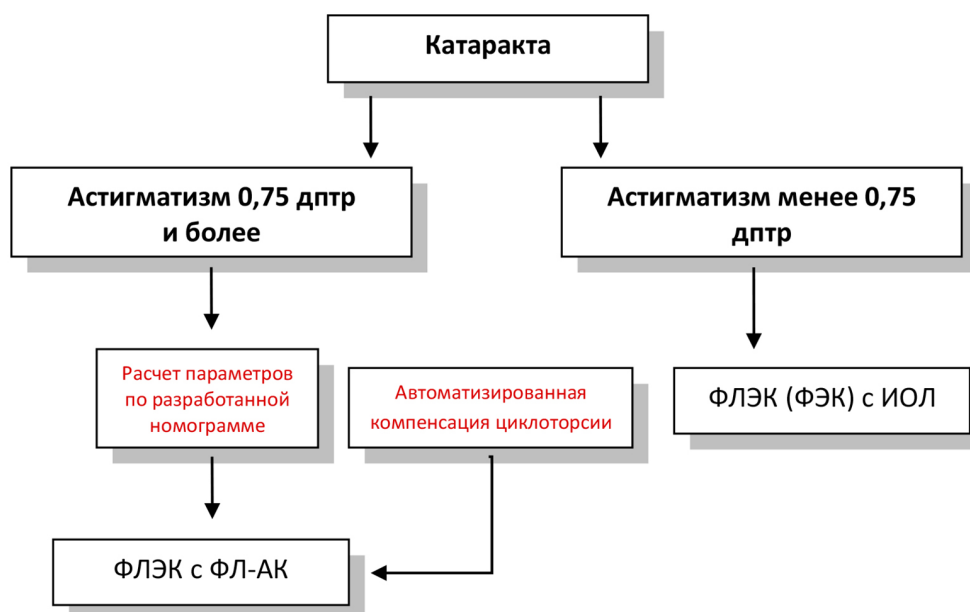 Катаракта
Астигматизм 0,75 дптр
и более
Астигматизм менее 0,75
дптр
Расчет параметров
по разработанной
номограмме
Автоматизированная
компенсация циклоторсии
ФЛЭК (ФЭК) с ИОЛ
ФЛЭК с ФЛ-АК